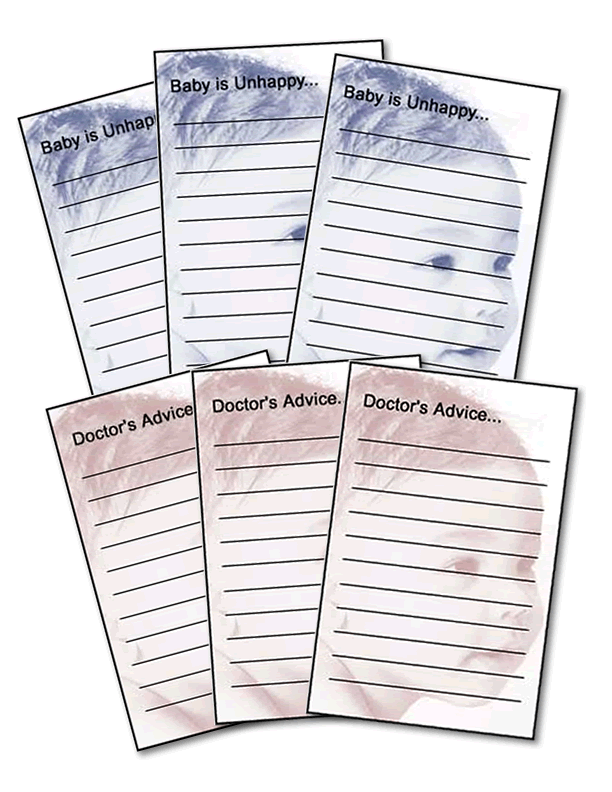 Baby is Unhap
Baby is Unhappy...
Baby is Unhappy...
Doctor's Advice
Doctor's Advice.
Doctor's Advice...